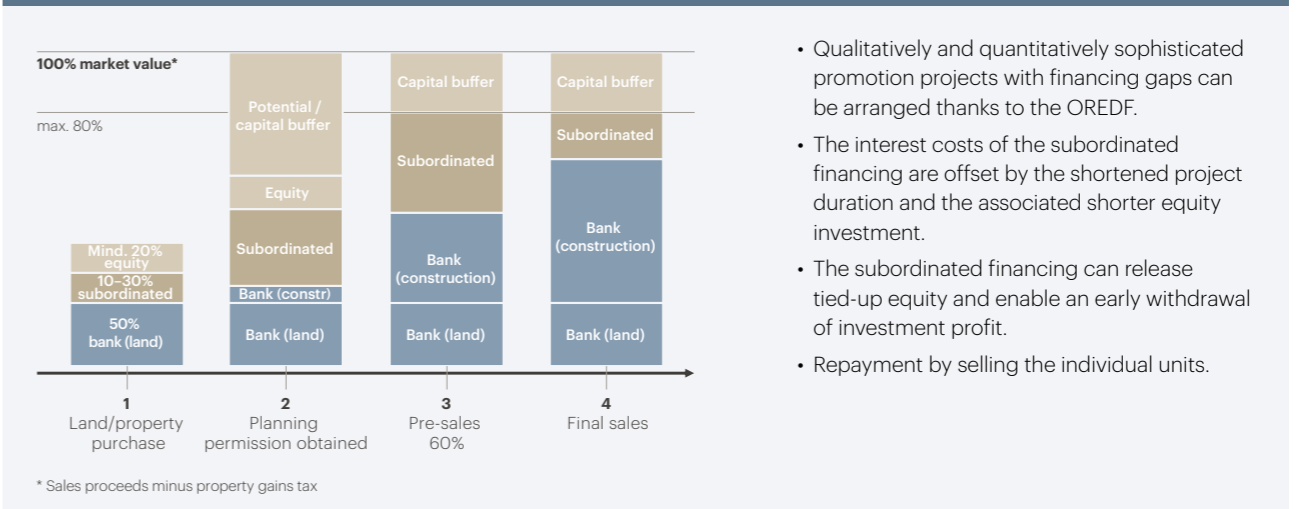 100% market value*
max. 80%
Mind. 20%
equity
10–30%
subordinated
50%
bank (land)
Potential /
capital buffer
Equity
Subordinated
Bank (constr)
Bank (land)
Capital buffer
Subordinated
Bank
(construction)
Bank (land)
Capital buffer
Subordinated
Bank
(construction)
Bank (land)
1
Land/property
purchase
2
Planning
permission obtained
3
Pre-sales
60%
4
Final sales
* Sales proceeds minus property gains tax
• Qualitatively and quantitatively sophisticated
promotion projects with financing gaps can
be arranged thanks to the OREDF.
• The interest costs of the subordinated
financing are offset by the shortened project
duration and the associated shorter equity
investment.
• The subordinated financing can release
tied-up equity and enable an early withdrawal
of investment profit.
• Repayment by selling the individual units.